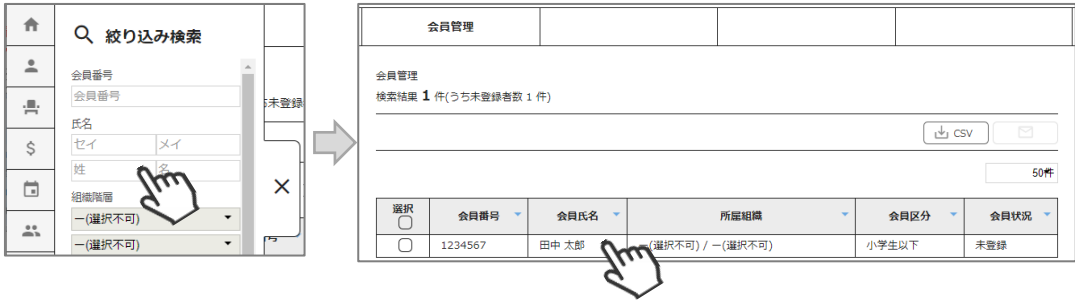 絞り込み検索
会員番号
会員番号
氏名
セイ メイ
姓 名
組織階層
ー(選択不可)
ー(選択不可)
未登録
会員管理
会員管理
検索結果 1 件(うち未登録者数 1 件)
CSV
50件
選択 会員番号 会員氏名 所属組織 会員区分 会員状況
1234567 田中 太郎 ー(選択不可) / ー(選択不可) 小学生以下 未登録